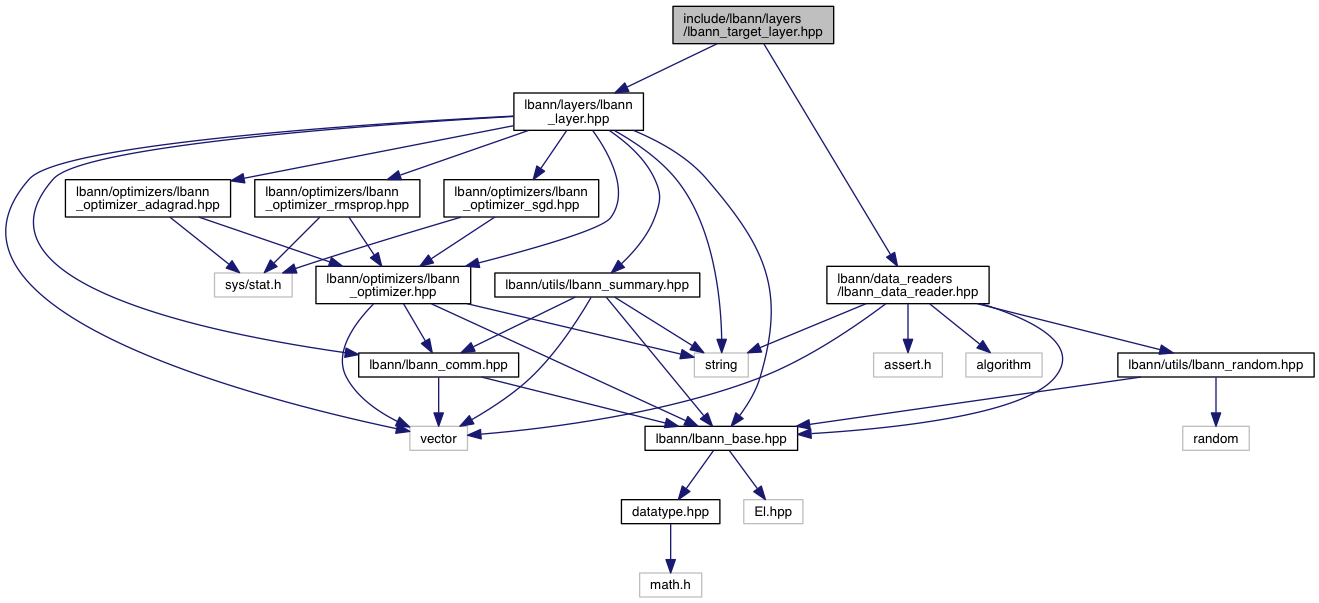 include/lbann/layers
/lbann_target_layer.hpp
lbann/layers/lbann
_layer.hpp
lbann/optimizers/lbann
_optimizer_adagrad.hpp
lbann/optimizers/lbann
_optimizer_rmsprop.hpp
lbann/optimizers/lbann
_optimizer_sgd.hpp
sys/stat.h
lbann/optimizers/lbann
_optimizer.hpp
lbann/utils/lbann_summary.hpp
lbann/data_readers
/lbann_data_reader.hpp
lbann/lbann_comm.hpp
string
assert.h
algorithm
lbann/utils/lbann_random.hpp
vector
lbann/lbann_base.hpp
random
datatype.hpp
El.hpp
math.h